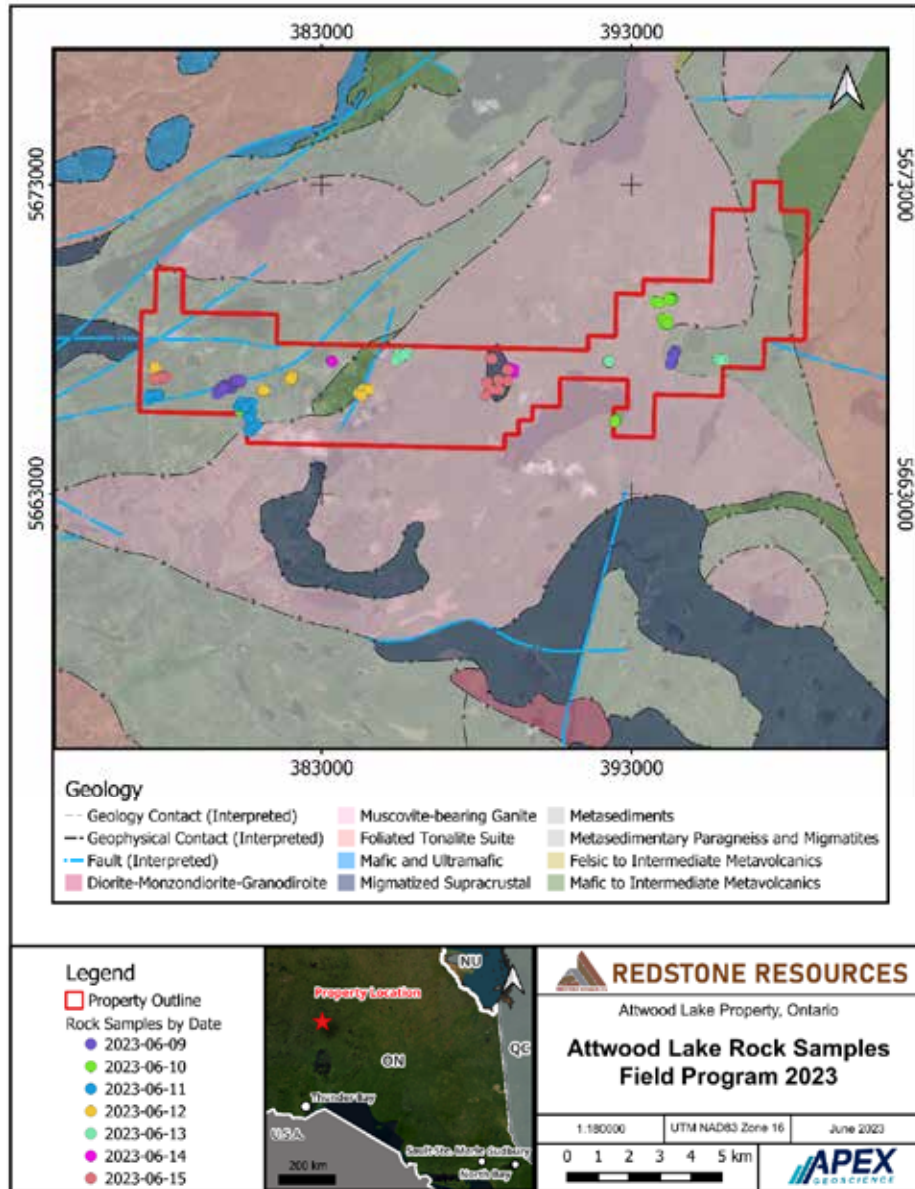 383000 393000
5673000 5673000
5663000 5663000
383000 393000
Geology
Geology Contact (Interpreted)
Geophysical Contact (Interpreted)
Fault (Interpreted)
Diorite-Monzondiorite-Granodiroite
Muscovite-bearing Ganite
Foliated Tonalite Suite
Mafic and Ultramafic
Migmatized Supracrustal
Metasediments
Metasedimentary Paragneiss and Migmatites
Felsic to Intermediate Metavolcanics
Mafic to Intermediate Metavolcanics
Legend
Property Outline
Rock Samples by Date
2023-06-09
2023-06-10
2023-06-11
2023-06-12
2023-06-13
2023-06-14
2023-06-15
NU
Property Location
ON
QC
Thunder Bay
U.S.A.
Sault Ste. Marie Sudbury
North Bay
200 km
REDSTONE RESOURCES
Attwood Lake Property, Ontario
Attwood Lake Rock Samples
Field Program 2023
1:180000 UTM NAD83 Zone 16 June 2023
0 1 2 3 4 5 km
APEX
GEOSCIENCE